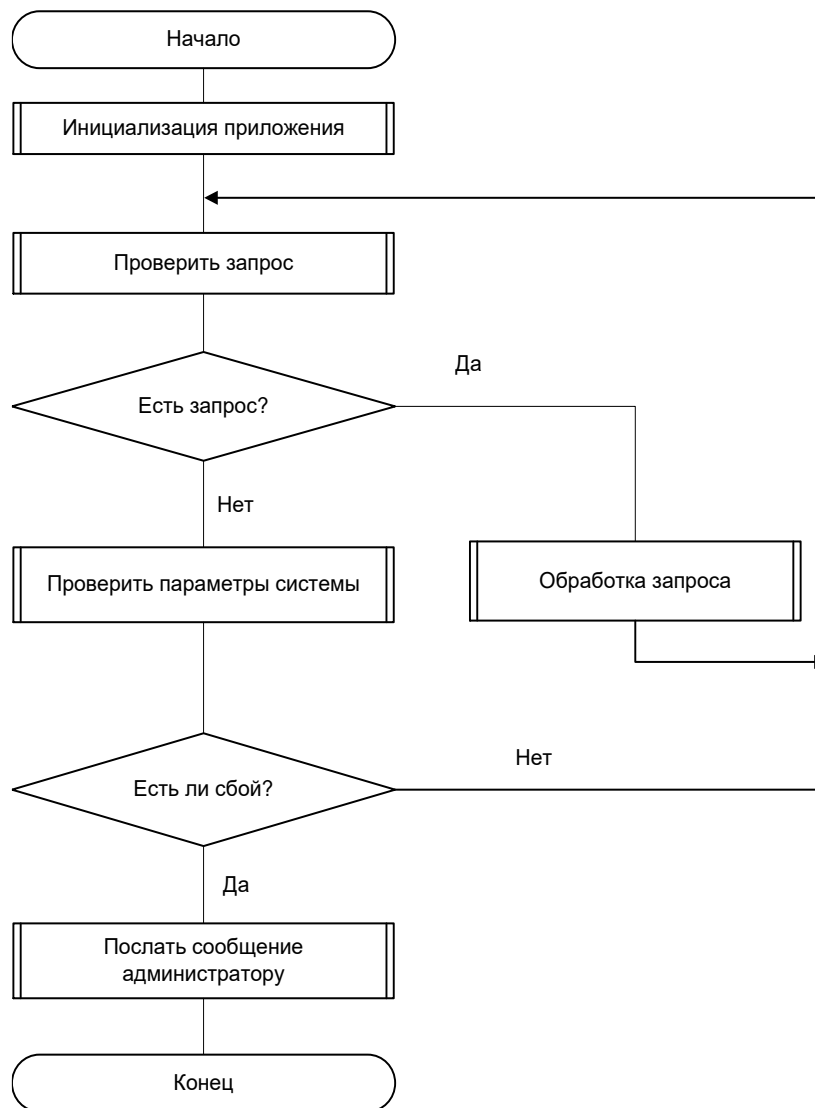 Начало
Инициализация приложения
Проверить запрос
Да
Есть запрос?
Нет
Проверить параметры системы
Обработка запроса
Нет
Есть ли сбой?
Да
Послать сообщение
администратору
Конец